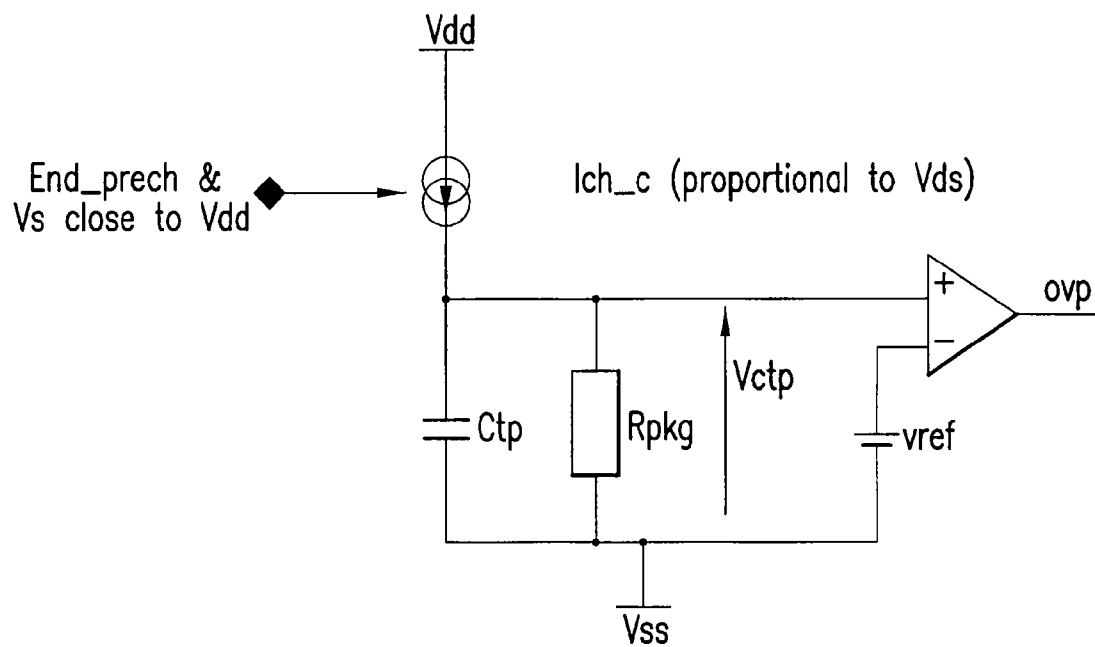 Vdd
End_prech &
Vs close to Vdd
Ich_c (proportional to Vds)
+
ovp
−
Vctp
Ctp
Rpkg
vref
Vss